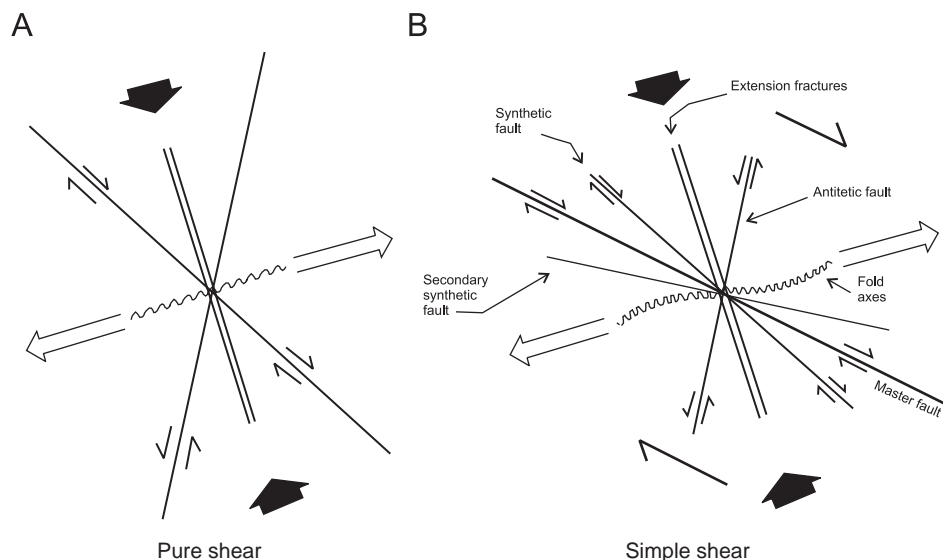 A
B
Extension fractures
Synthetic
fault
Antitetic fault
Secondary
synthetic
fault
Fold
axes
Master fault
Pure shear
Simple shear